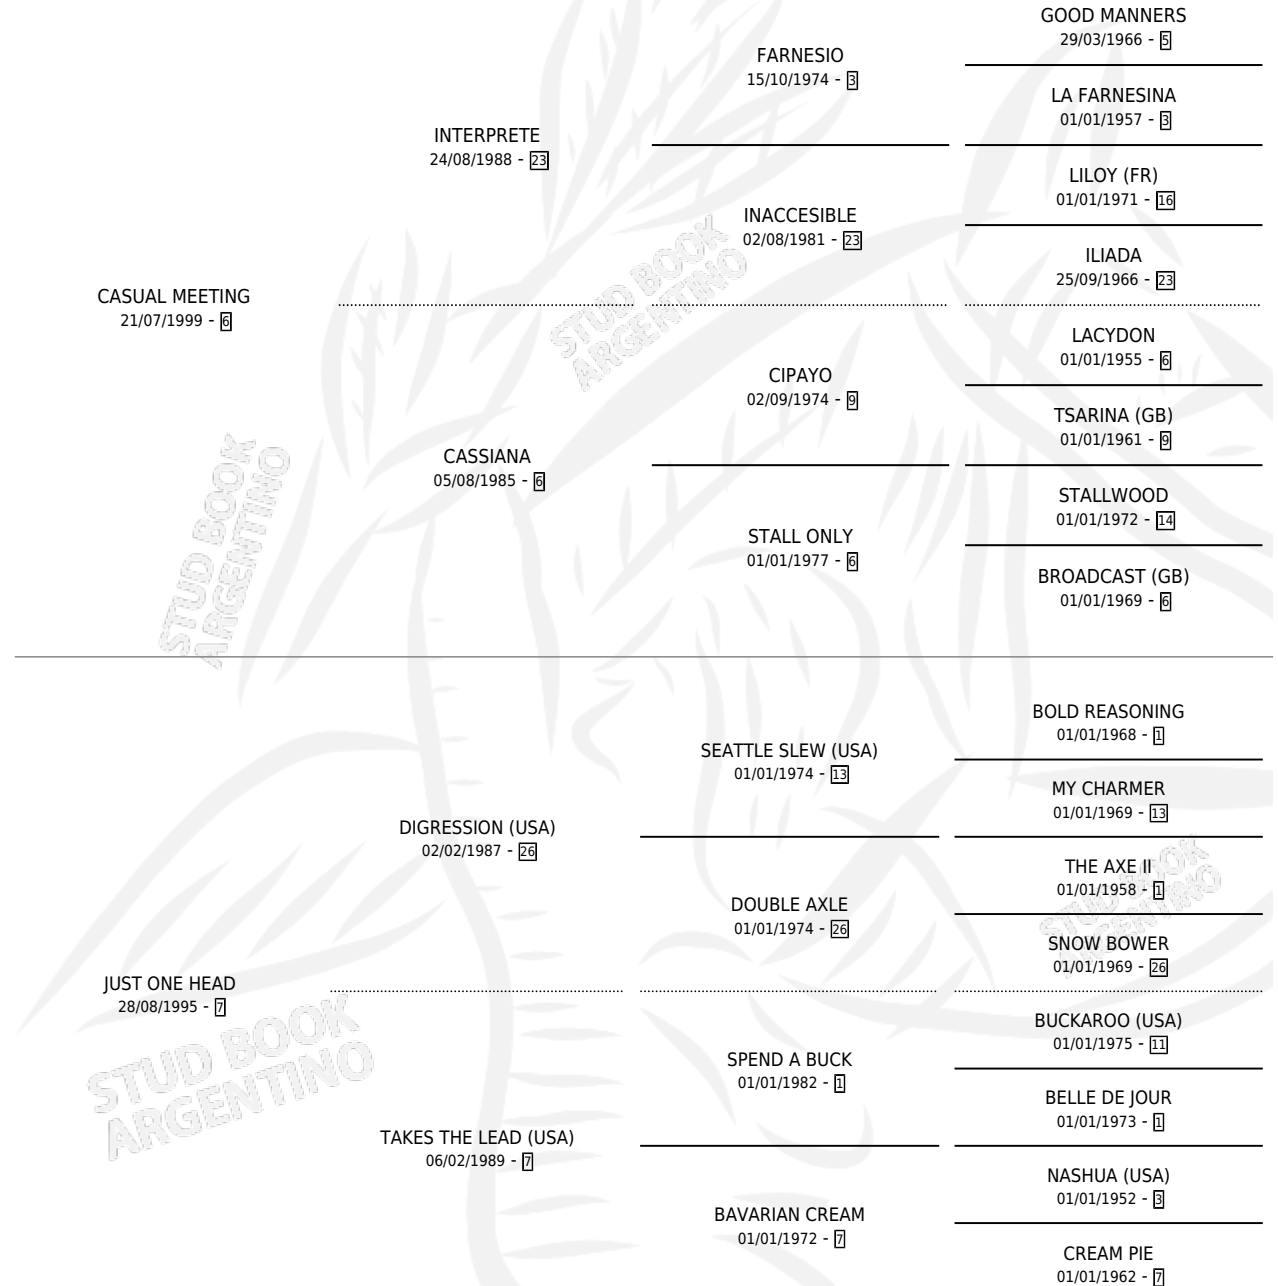 GOOD MANNERS
29/03/1966 - 5
FARNESIO
15/10/1974 - 3
LA FARNESINA
01/01/1957 - 3
INTERPRETE
24/08/1988 - 23
LILOY (FR)
01/01/1971 - 16
INACCESIBLE
02/08/1981 - 23
ILIADA
25/09/1966 - 23
CASUAL MEETING
21/07/1999 - 6
LACYDON
01/01/1955 - 6
CIPAYO
02/09/1974 - 9
TSARINA (GB)
01/01/1961 - 9
CASSIANA
05/08/1985 - 6
STALLWOOD
01/01/1972 - 14
STALL ONLY
01/01/1977 - 6
BROADCAST (GB)
01/01/1969 - 6
STUD BOOK
ARGENTINO
STUD BOOK
ARGENTINO
BOLD REASONING
01/01/1968 - 1
SEATTLE SLEW (USA)
01/01/1974 - 13
MY CHARMER
01/01/1969 - 13
DIGRESSION (USA)
02/02/1987 - 26
THE AXE II
01/01/1958 - 1
DOUBLE AXLE
01/01/1974 - 26
SNOW BOWER
01/01/1969 - 26
STUD BOOK
ARGENTINO
JUST ONE HEAD
28/08/1995 - 7
BUCKAROO (USA)
01/01/1975 - 11
SPEND A BUCK
01/01/1982 - 1
BELLE DE JOUR
01/01/1973 - 1
TAKES THE LEAD (USA)
06/02/1989 - 7
NASHUA (USA)
01/01/1952 - 3
BAVARIAN CREAM
01/01/1972 - 7
CREAM PIE
01/01/1962 - 7
STUD BOOK
ARGENTINO